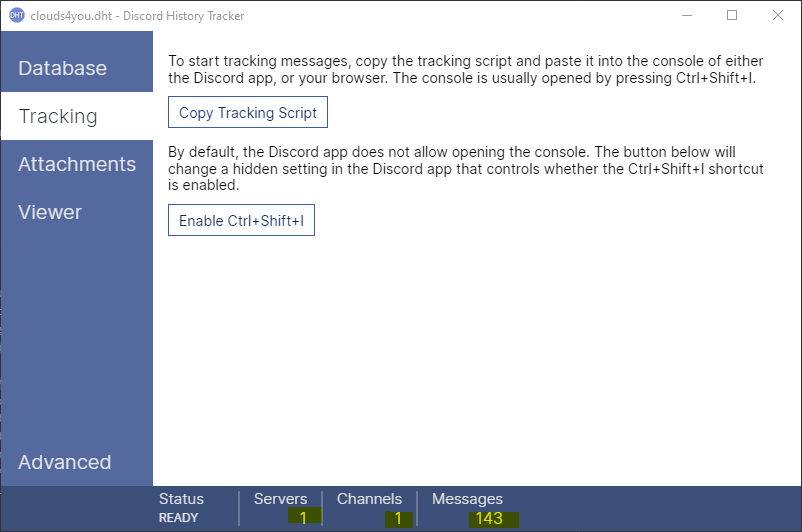 DHT clouds4you.dht - Discord History Tracker
Database
Tracking
Attachments
Viewer
Advanced
To start tracking messages, copy the tracking script and paste it into the console of either
the Discord app, or your browser. The console is usually opened by pressing Ctrl+Shift+I.
Copy Tracking Script
By default, the Discord app does not allow opening the console. The button below will
change a hidden setting in the Discord app that controls whether the Ctrl+Shift+I shortcut
is enabled.
Enable Ctrl+Shift+I
Status Servers Channels Messages
READY 1 1 143